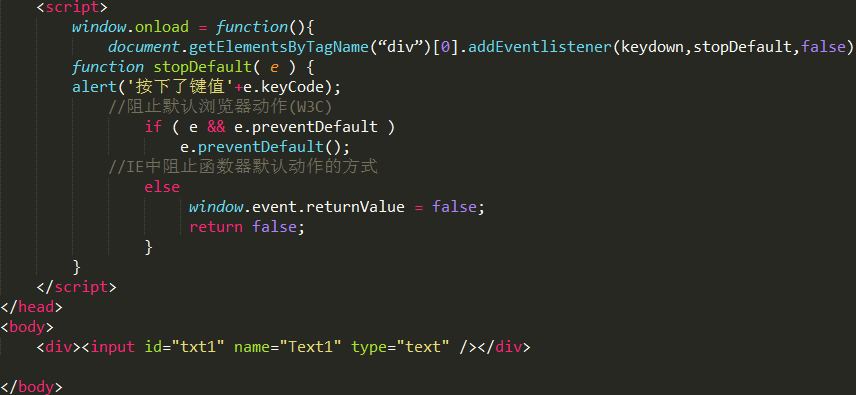 <script>
window.onload = function(){
document.getElementsByTagName(“div”)[0].addEventlistener(keydown,stopDefault,false)
function stopDefault( e ) {
alert('按下了键值'+e.keyCode);
//阻止默认浏览器动作(W3C)
if ( e && e.preventDefault )
e.preventDefault();
//IE中阻止函数器默认动作的方式
else
window.event.returnValue = false;
return false;
}
}
</script>
</head>
<body>
<div><input id="txt1" name="Text1" type="text" /></div>
</body>